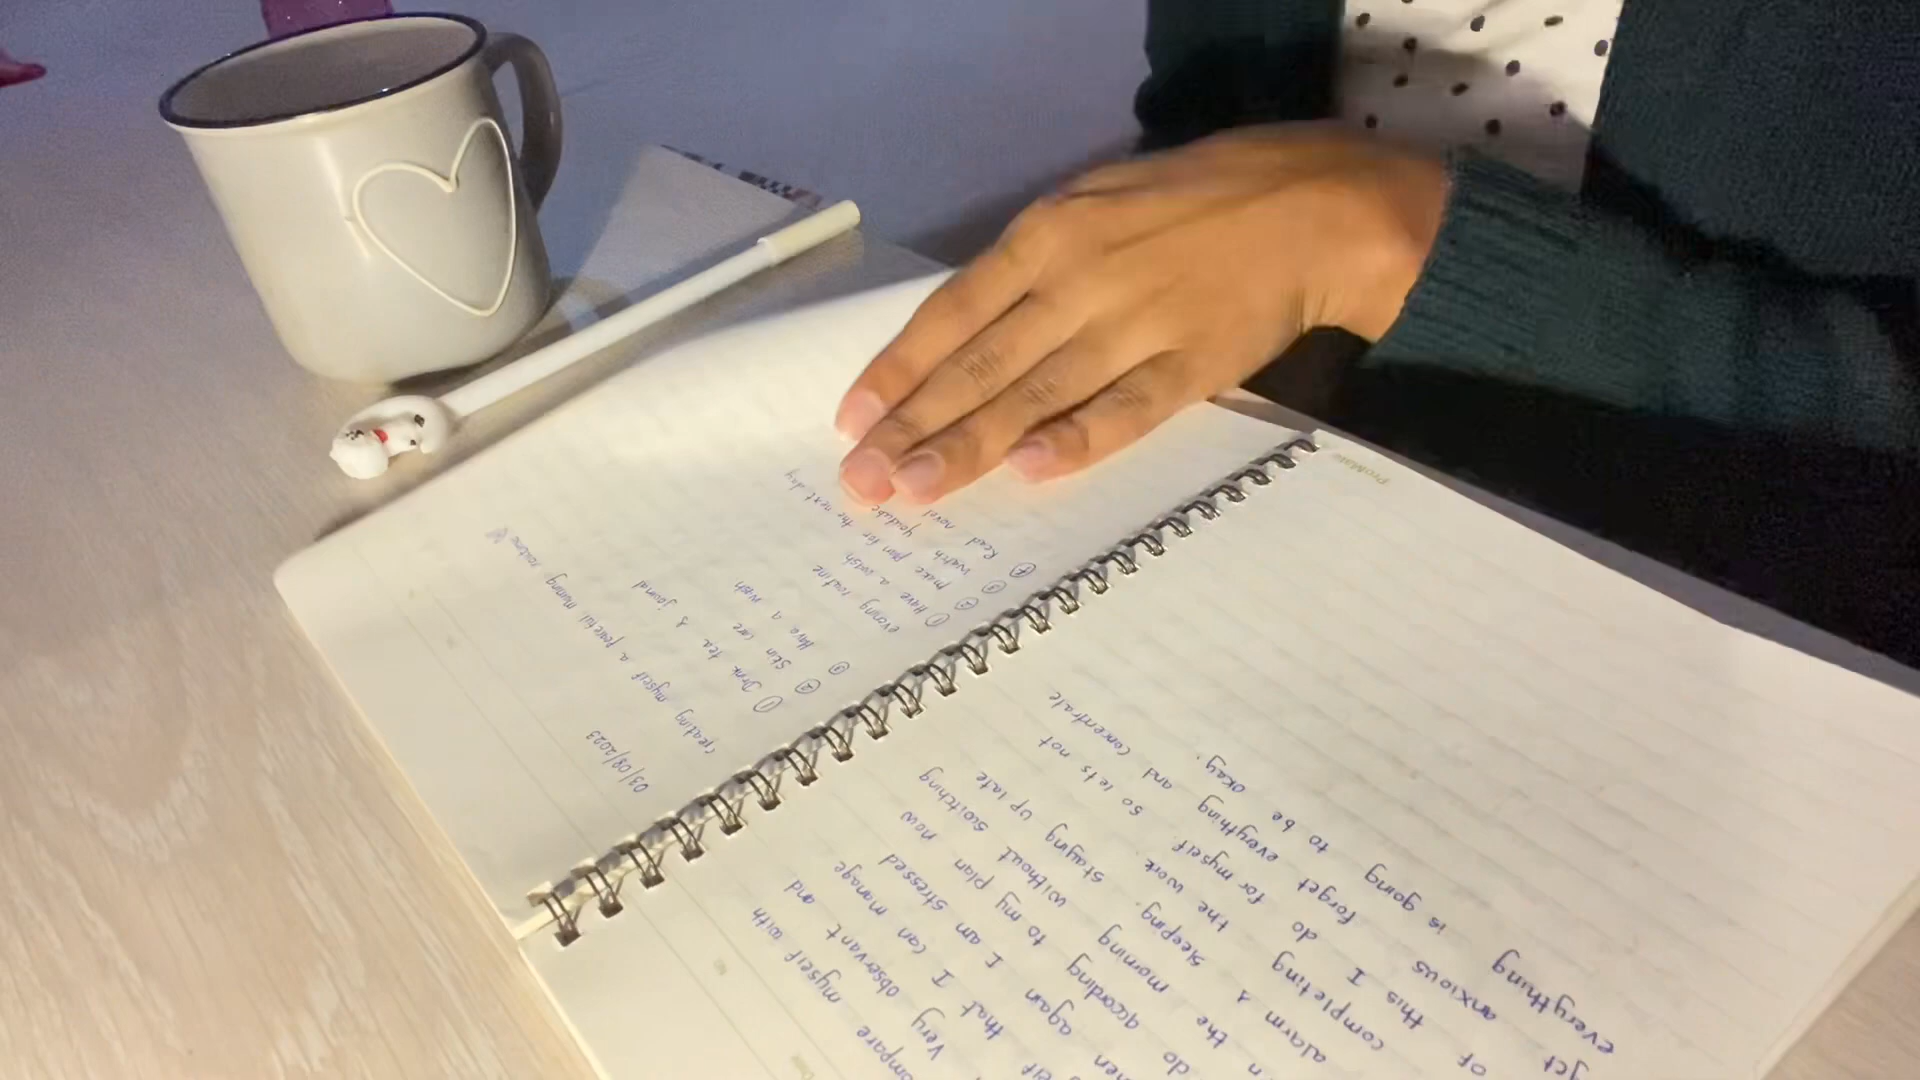 03/08/2023
creating myself a peaceful morning routine
① Drink tea & journal
② Skin care
③ Have a wash
evening routine
① Have a wash
② make plan for the next day
③ Watch youtube
④ Read novel
ProMate
myself with
very observant and
that I can manage
again I am stressed
do according to my plan now
the morning without switching
alarm & sleeping. staying up late
completing the work.
of this I do for myself so lets not
anxious forget everything and concentrate
everything is going to be okay.